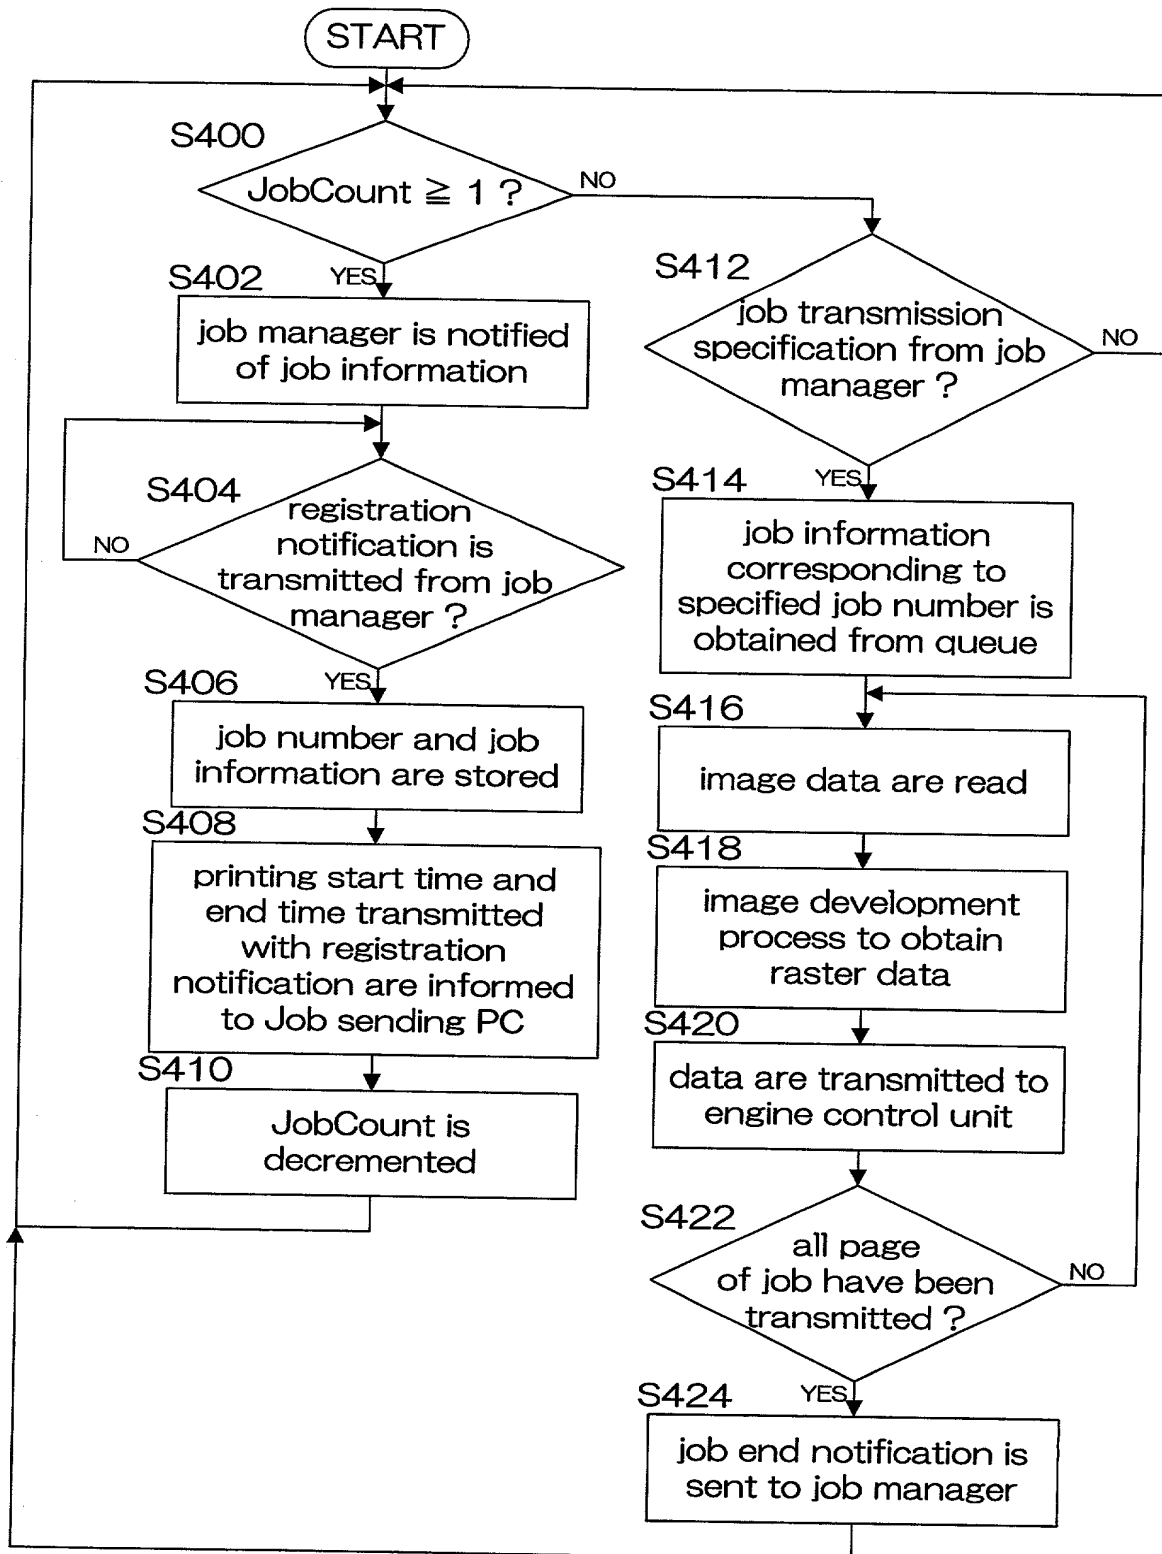 START
S400
JobCount ≧ 1 ?
NO
YES
S402
job manager is notified
of job information
S404
registration
notification is
transmitted from job
manager ?
NO
YES
S406
job number and job
information are stored
S408
printing start time and
end time transmitted
with registration
notification are informed
to Job sending PC
S410
JobCount is
decremented
S412
job transmission
specification from job
manager ?
NO
YES
S414
job information
corresponding to
specified job number is
obtained from queue
S416
image data are read
S418
image development
process to obtain
raster data
S420
data are transmitted to
engine control unit
S422
all page
of job have been
transmitted ?
NO
YES
S424
job end notification is
sent to job manager